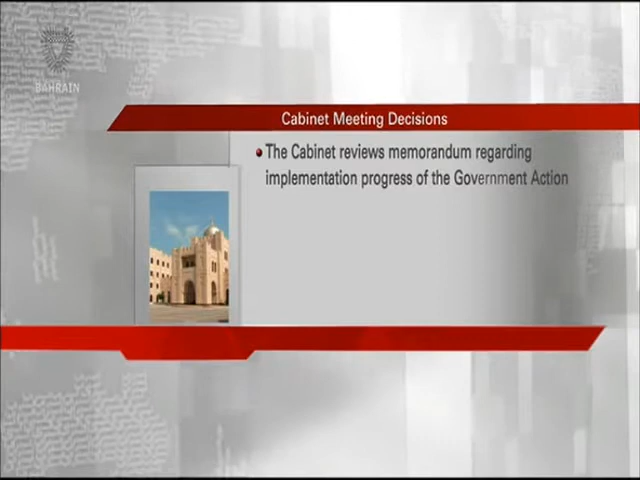 BAHRAIN
Cabinet Meeting Decisions
The Cabinet reviews memorandum regarding
implementation progress of the Government Action